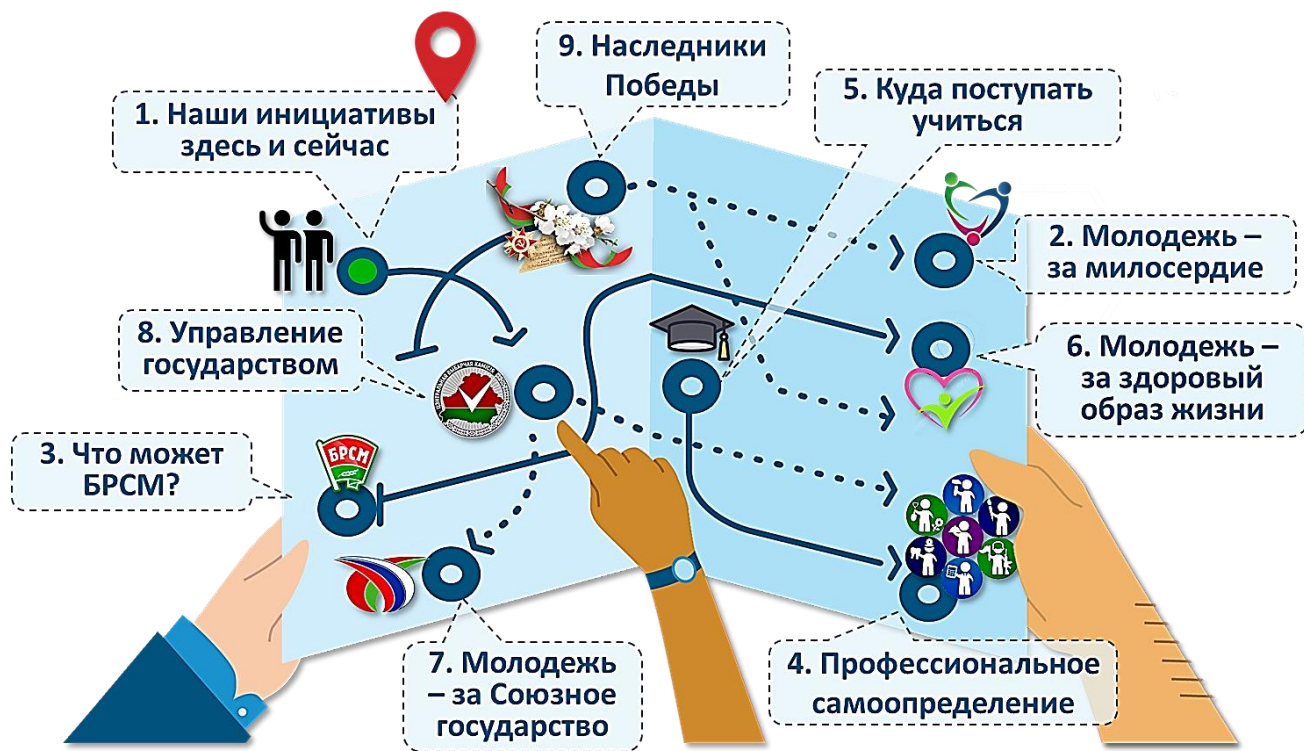 9. Наследники
Победы
1. Наши инициативы
здесь и сейчас
5. Куда поступать
учиться
2. Молодежь –
за милосердие
8. Управление
государством
6. Молодежь –
за здоровый
образ жизни
3. Что может
БРСМ?
БРСМ
7. Молодежь
– за Союзное
государство
4. Профессиональное
самоопределение